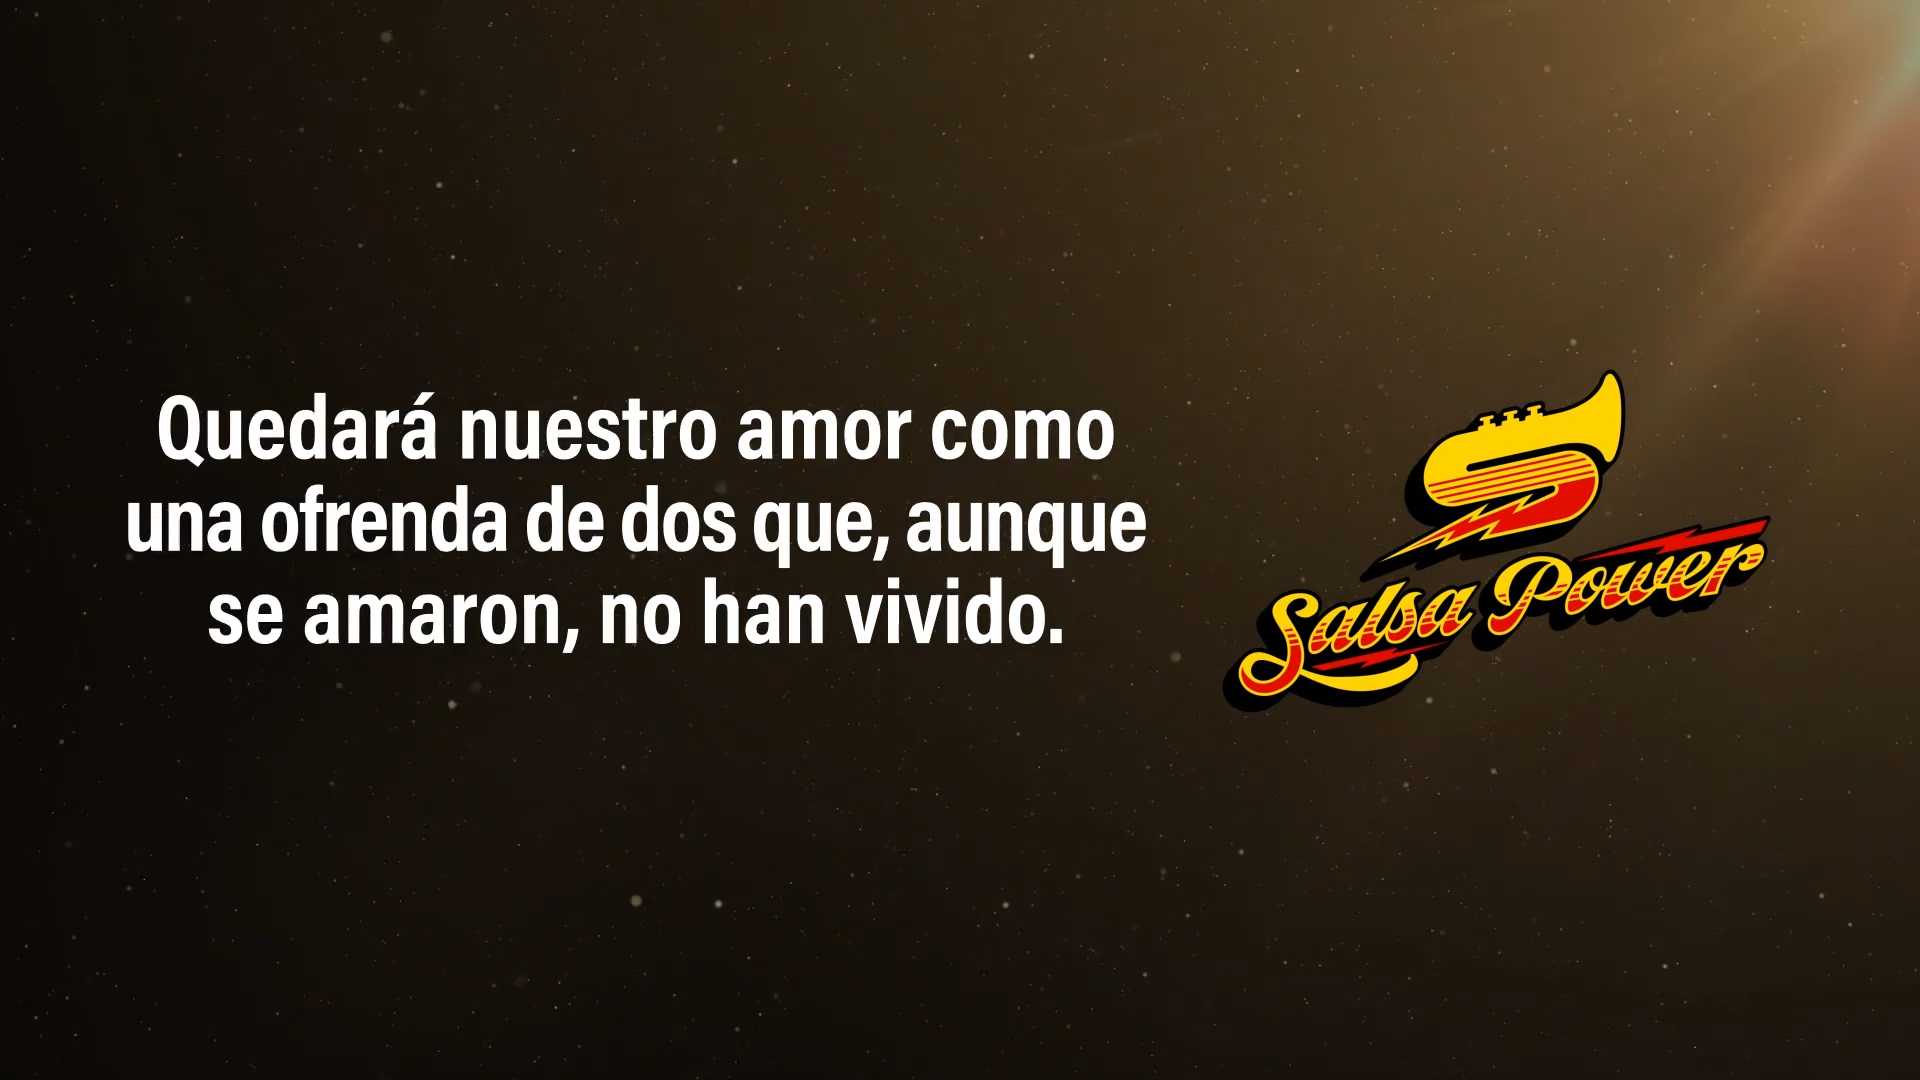 Quedará nuestro amor como
una ofrenda de dos que, aunque
se amaron, no han vivido.
Salsa Power